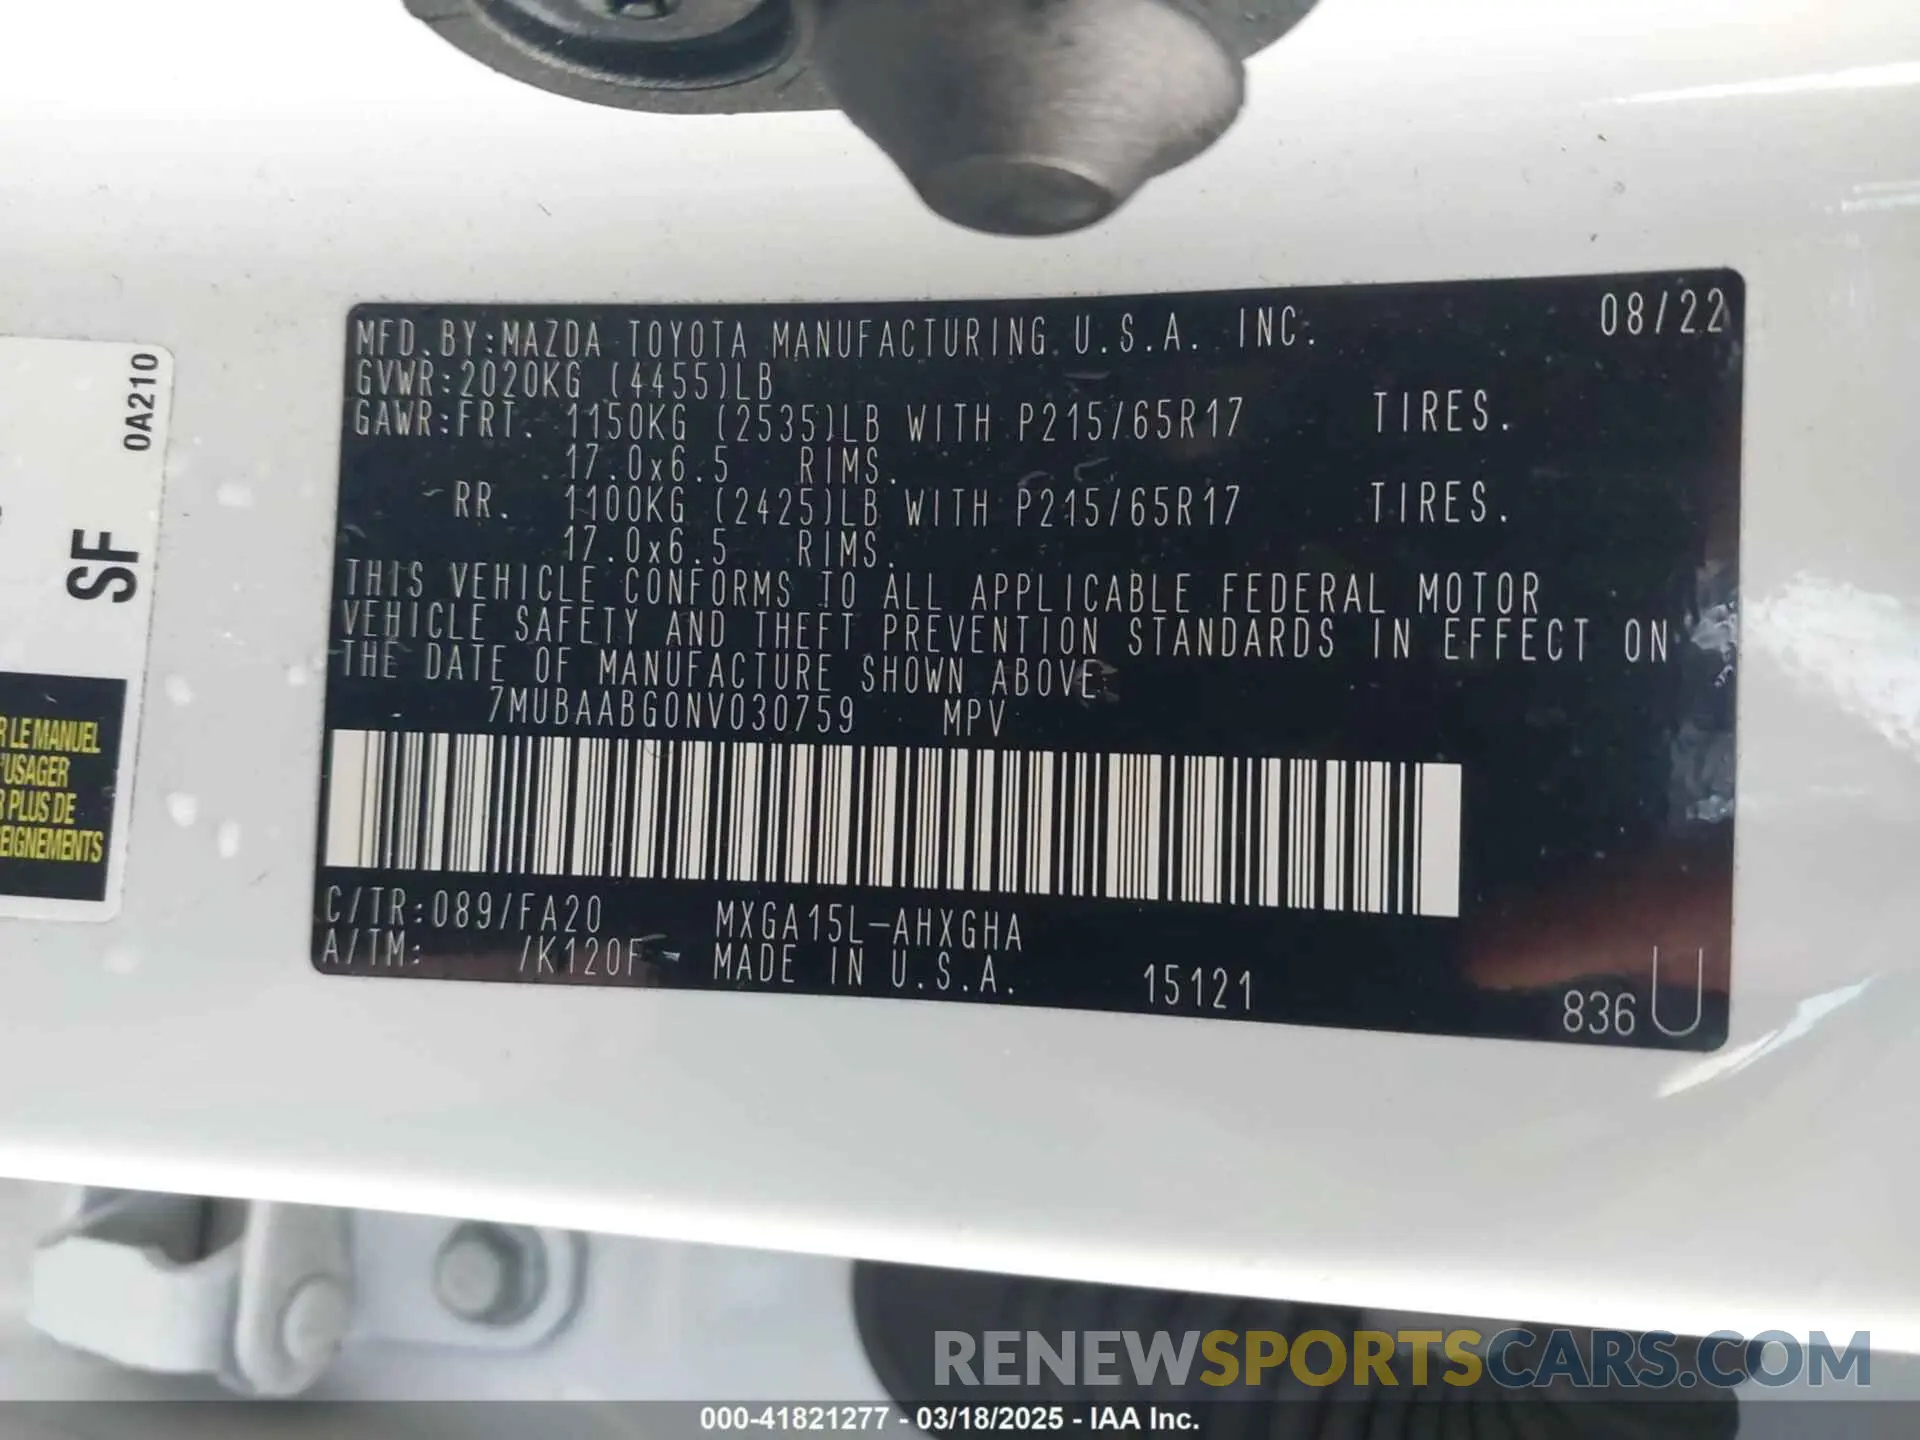 MFD.BY:MAZDA TOYOTA MANUFACTURING U.S.A. INC. 08/22
GVWR:2020KG (4455)LB
GAWR:FRT. 1150KG (2535)LB WITH P215/65R17 TIRES.
17.0x6.5 RIMS.
RR. 1100KG (2425)LB WITH P215/65R17 TIRES.
17.0x6.5 RIMS.
THIS VEHICLE CONFORMS TO ALL APPLICABLE FEDERAL MOTOR
VEHICLE SAFETY AND THEFT PREVENTION STANDARDS IN EFFECT ON
THE DATE OF MANUFACTURE SHOWN ABOVE.
7MUBAABG0NV030759 MPV
C/TR:089/FA20 MXGA15L-AHXGHA
A/TM: /K120F MADE IN U.S.A. 15121 836 U
0A210
SF
R LE MANUEL
'USAGER
R PLUS DE
EIGNEMENTS
RENEWSPORTSCARS.COM
000-41821277 - 03/18/2025 - IAA Inc.